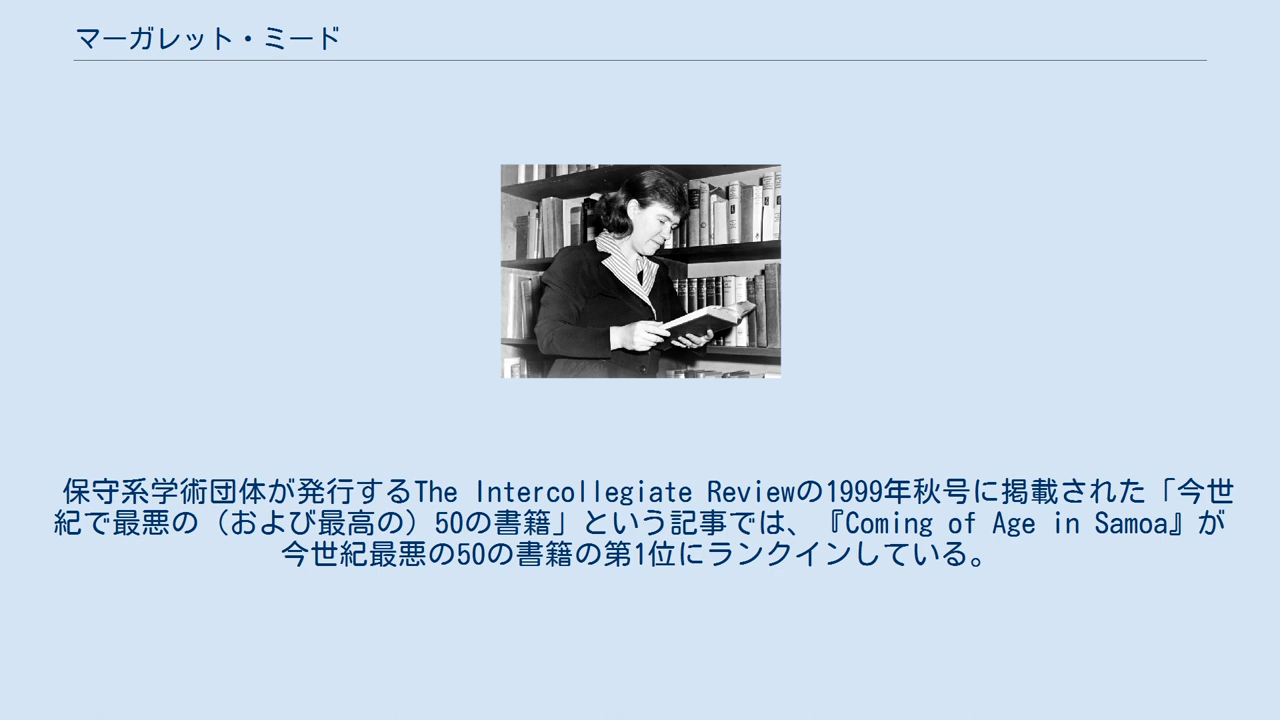 マーガレット・ミード
保守系学術団体が発行するThe Intercollegiate Reviewの1999年秋号に掲載された「今世
紀で最悪の（および最高の）50の書籍」という記事では、『Coming of Age in Samoa』が
今世紀最悪の50の書籍の第1位にランクインしている。